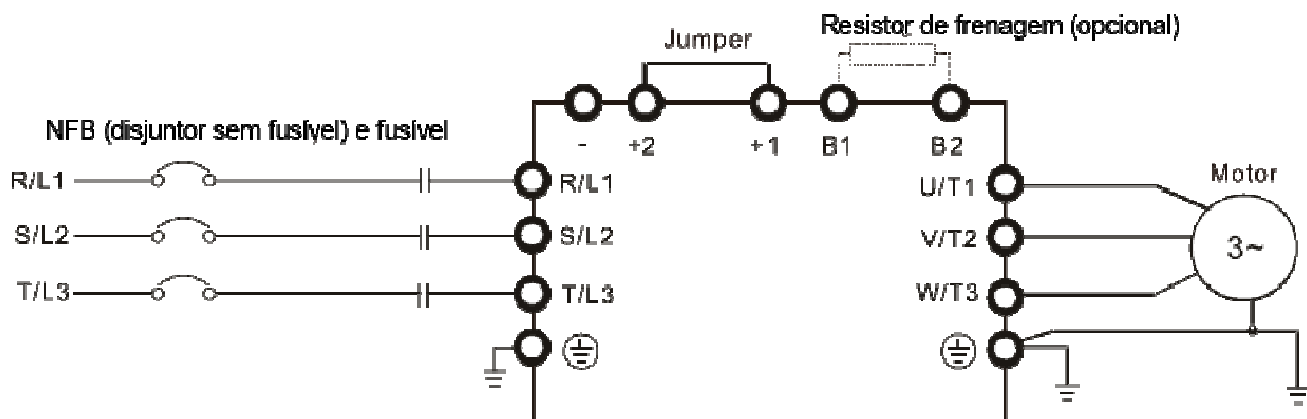 Resistor de frenagem (opcional)
Jumper
NFB (disjuntor sem fusível) e fusível
- +2 +1 B1 B2
R/L1 R/L1 U/T1 Motor
S/L2 S/L2 V/T2 3~
T/L3 T/L3 W/T3